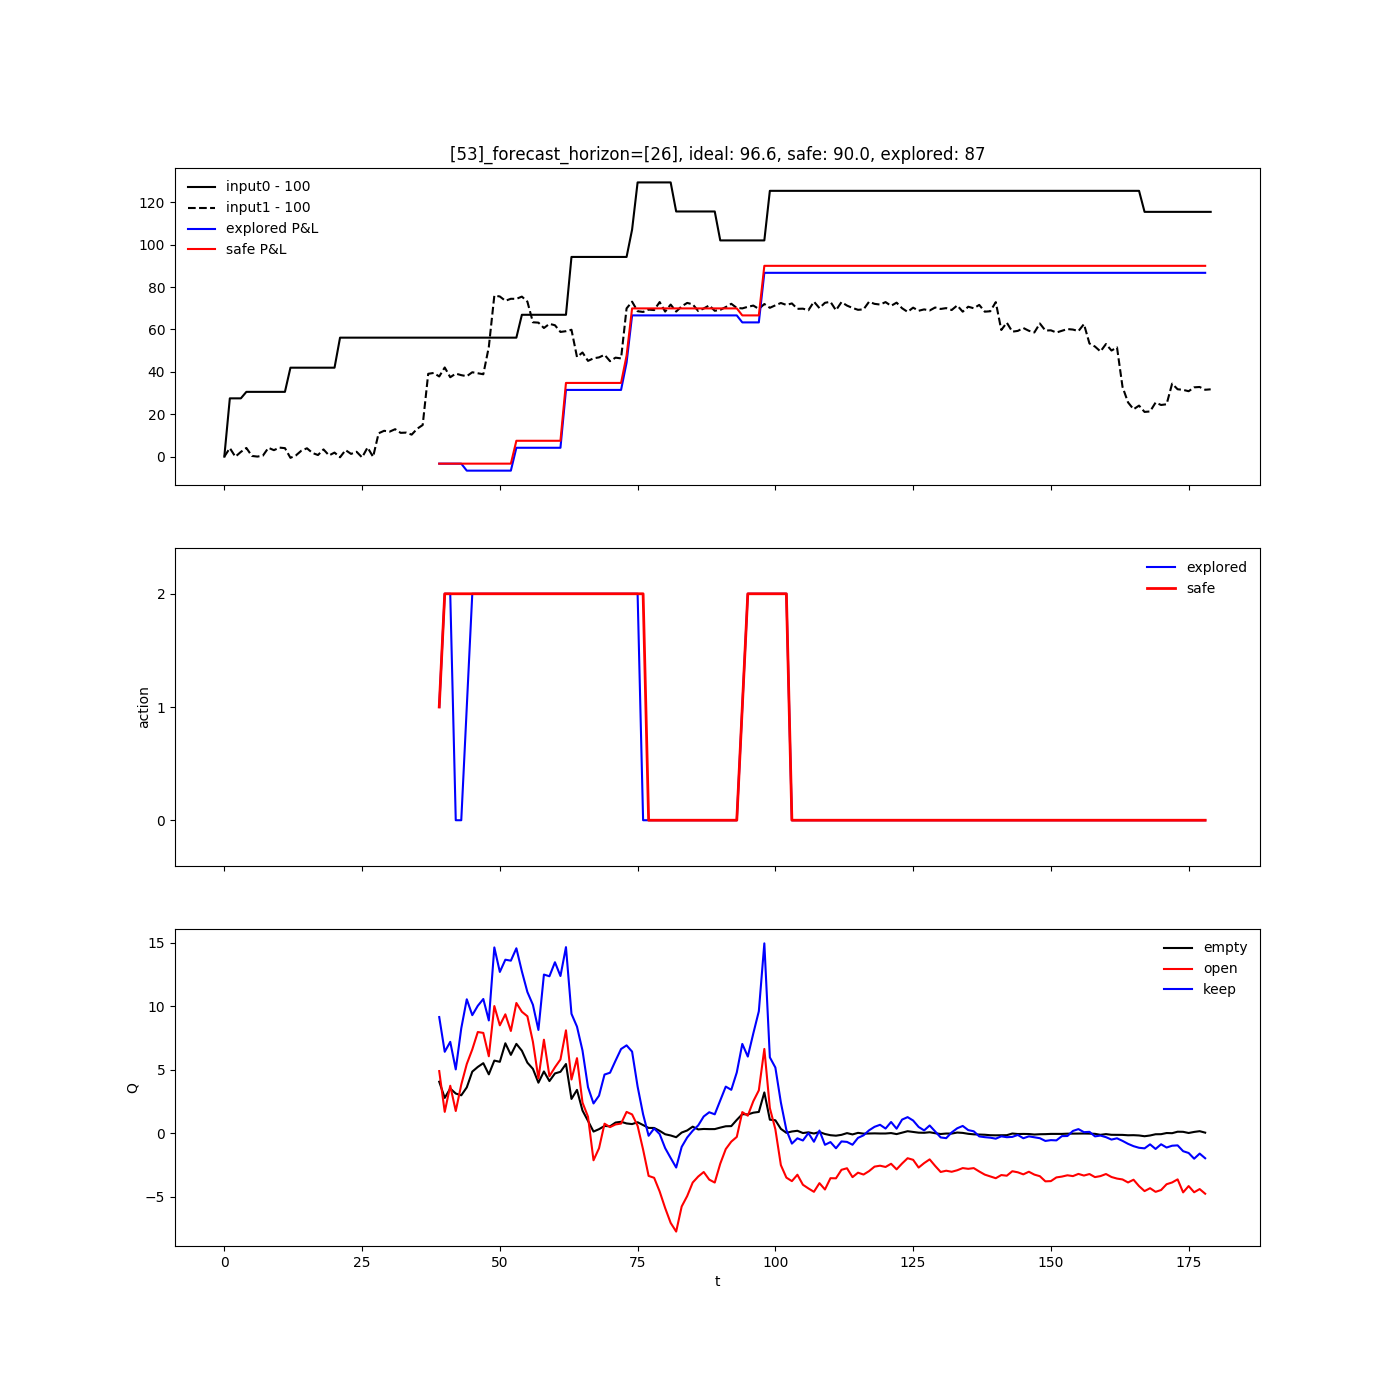 [53]_forecast_horizon=[26], ideal: 96.6, safe: 90.0, explored: 87
120
100
80
60
40
20
0
input0 - 100
input1 - 100
explored P&L
safe P&L
action
2
1
0
explored
safe
Q
15
10
5
0
−5
empty
open
keep
0 25 50 75 100 125 150 175
t